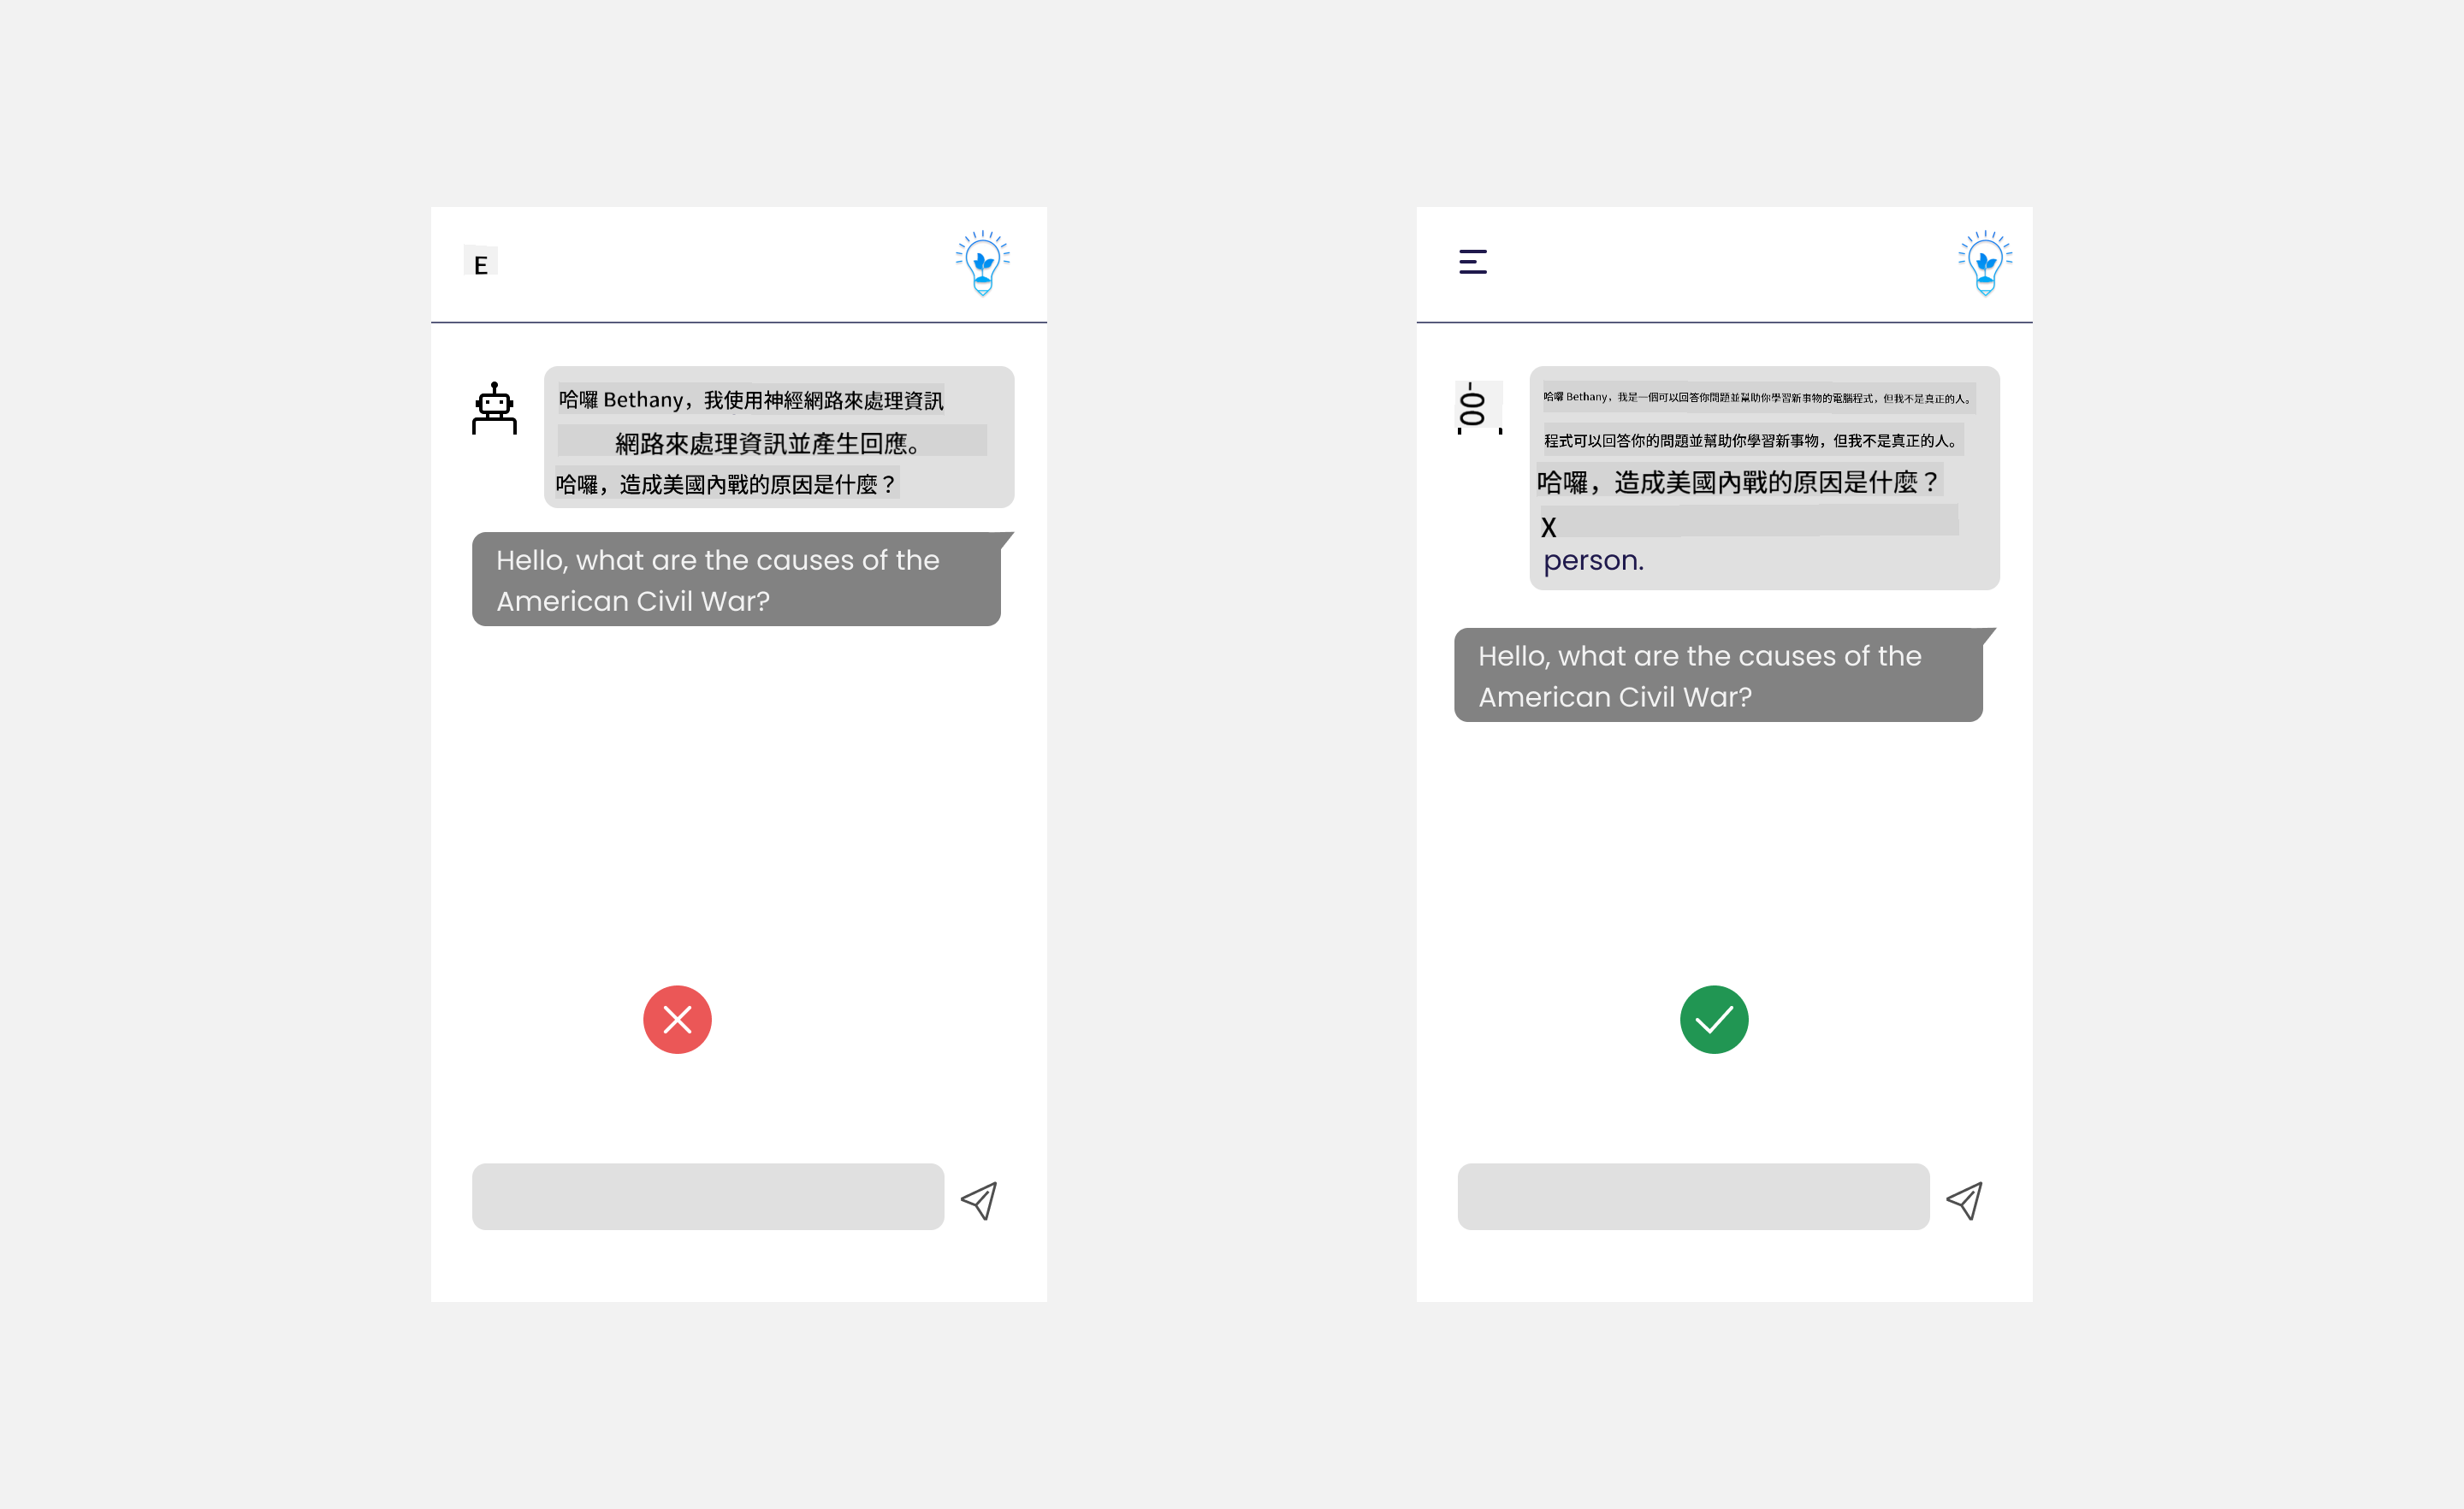 E
哈囉 Bethany，我使用神經網路來處理資訊
網路來處理資訊並產生回應。
哈囉，造成美國內戰的原因是什麼？
Hello, what are the causes of the
American Civil War?
-00
哈囉 Bethany，我是一個可以回答你問題並幫助你學習新事物的電腦程式，但我不是真正的人。
程式可以回答你的問題並幫助你學習新事物，但我不是真正的人。
哈囉，造成美國內戰的原因是什麼？
X
person.
Hello, what are the causes of the
American Civil War?